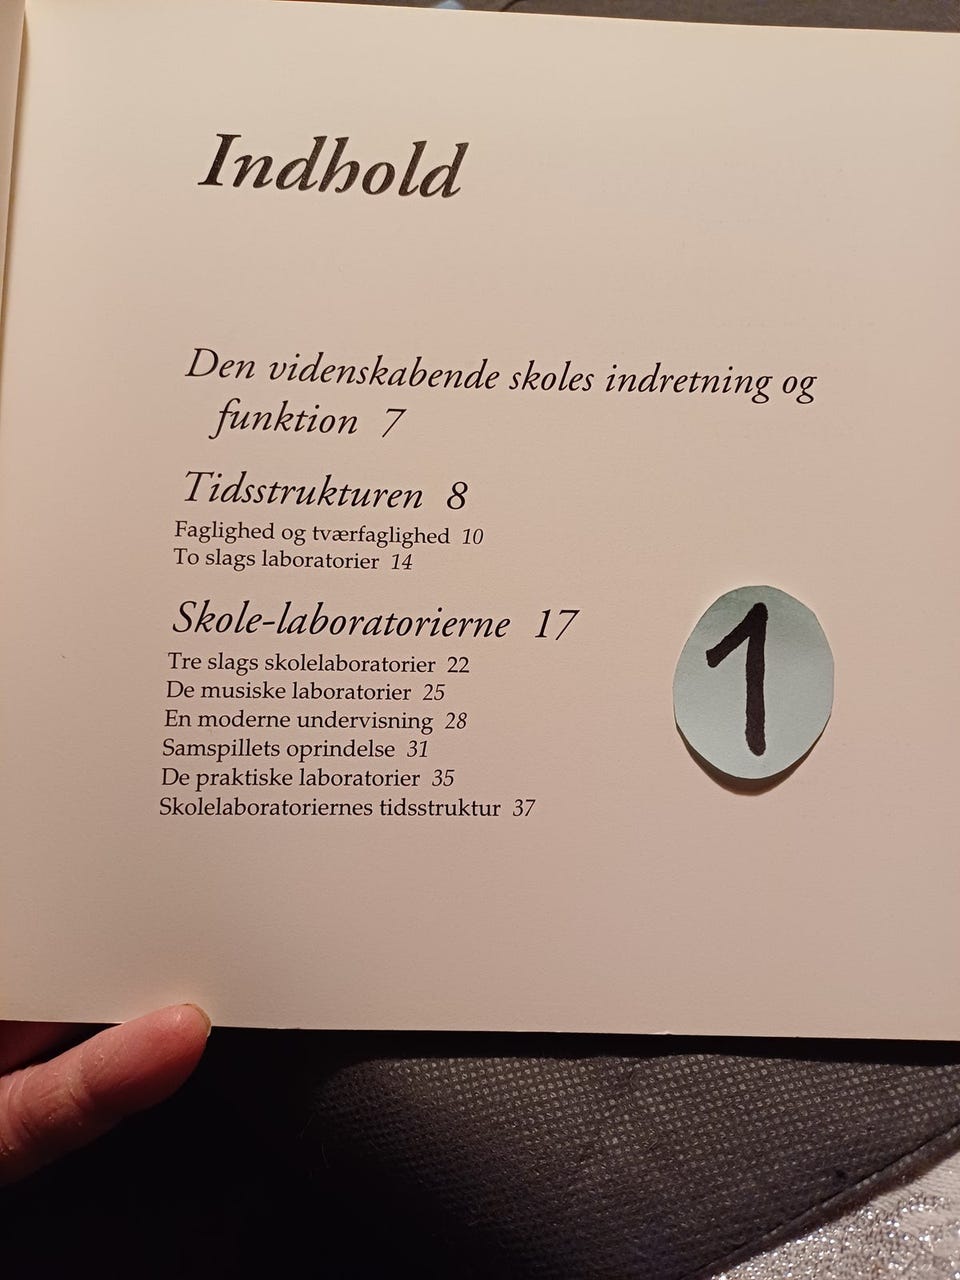 Indhold
Den videnskabende skoles indretning og
funktion 7
Tidsstrukturen 8
Faglighed og tværfaglighed 10
To slags laboratorier 14
Skole-laboratorierne 17
Tre slags skolelaboratorier 22
De musiske laboratorier 25
En moderne undervisning 28
Samspillets oprindelse 31
De praktiske laboratorier 35
Skolelaboratoriernes tidsstruktur 37
1